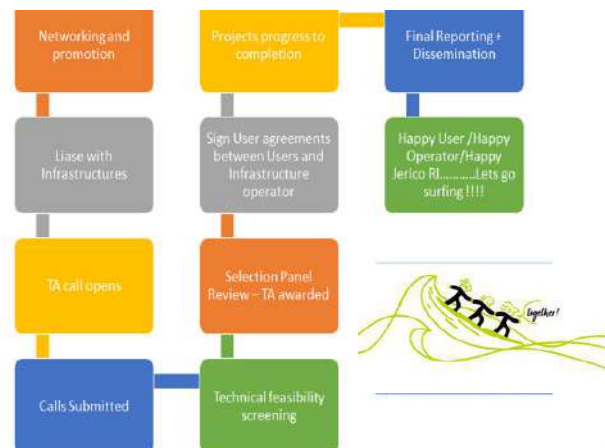 Networking and
promotion
Liase with
Infrastructures
TA call opens
Calls Submitted
Technical feasibility
screening
Selection Panel
Review – TA awarded
Sign User agreements
between Users and
Infrastructure
operator
Projects progress to
completion
Final Reporting +
Dissemination
Happy User /Happy
Operator/Happy
Jerico RI...........Lets go
surfing !!!!
Together!